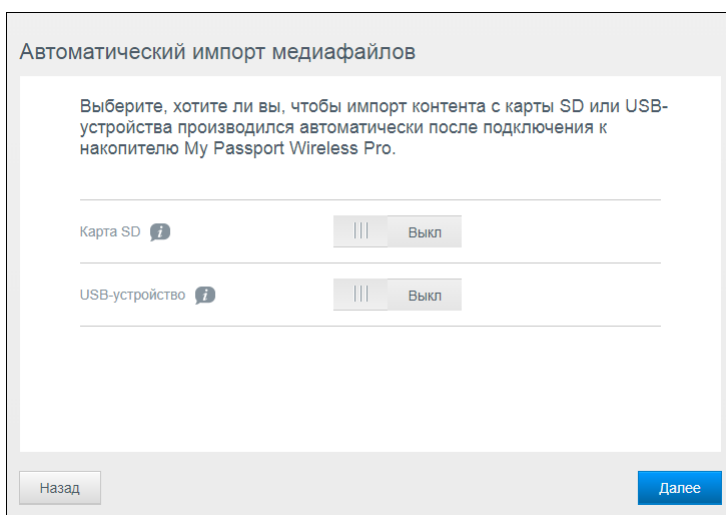 Автоматический импорт медиафайлов
Выберите, хотите ли вы, чтобы импорт контента с карты SD или USB-
устройства производился автоматически после подключения к
накопителю My Passport Wireless Pro.
Карта SD i Выкл
USB-устройство i Выкл
Назад Далее